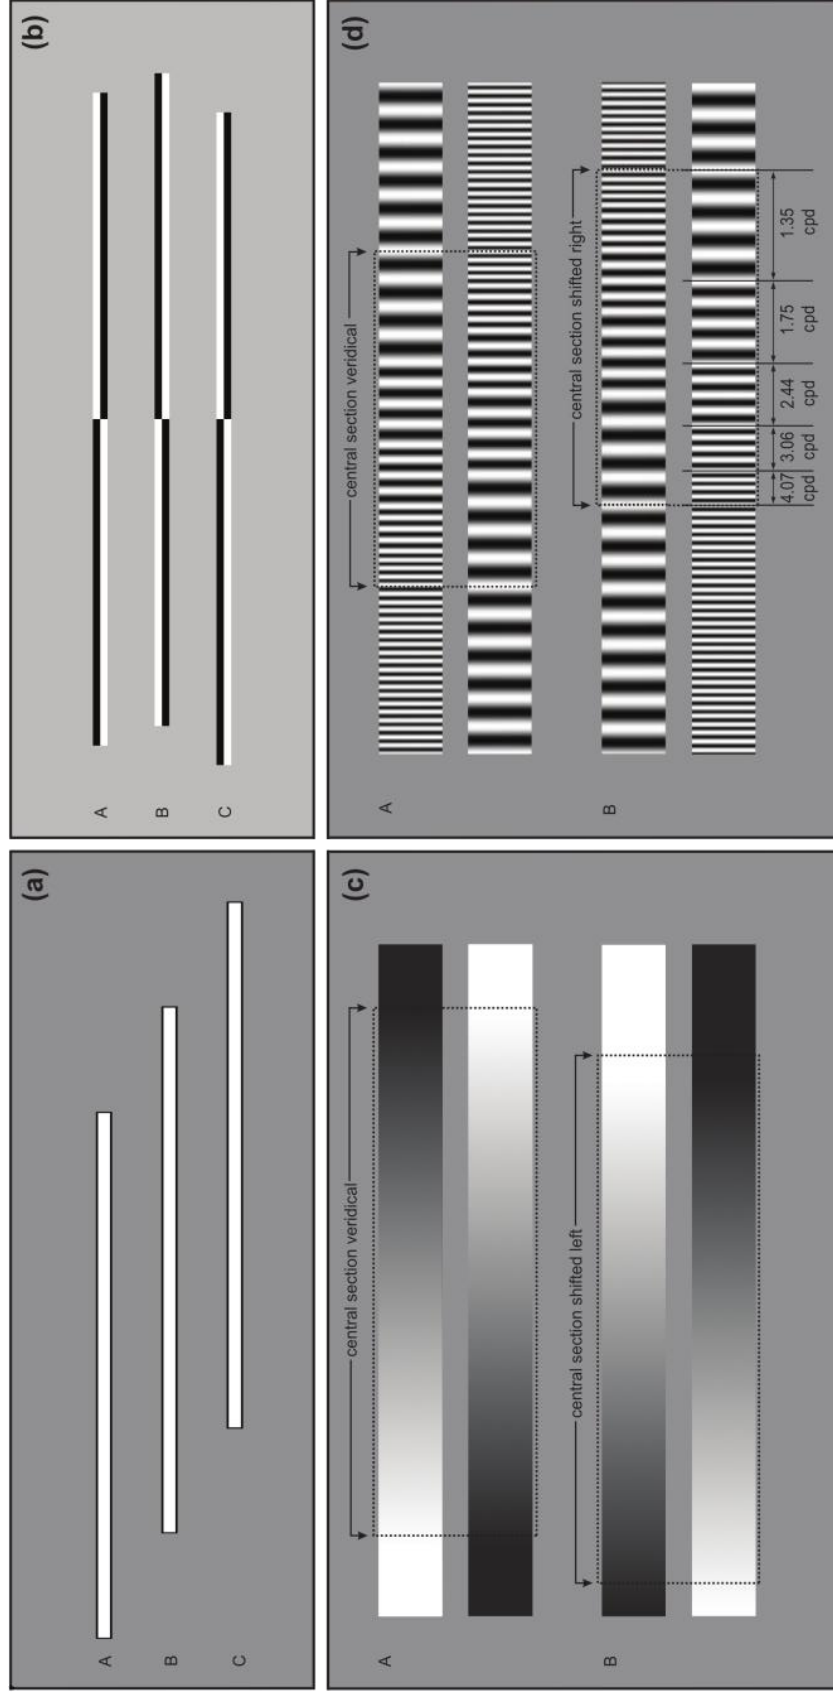 (a)
A
B
C
(b)
A
B
C
(c)
central section veridical
A
central section shifted left
B
(d)
central section veridical
A
central section shifted right
B
4.07 3.06 2.44 1.75 1.35
cpd cpd cpd cpd cpd